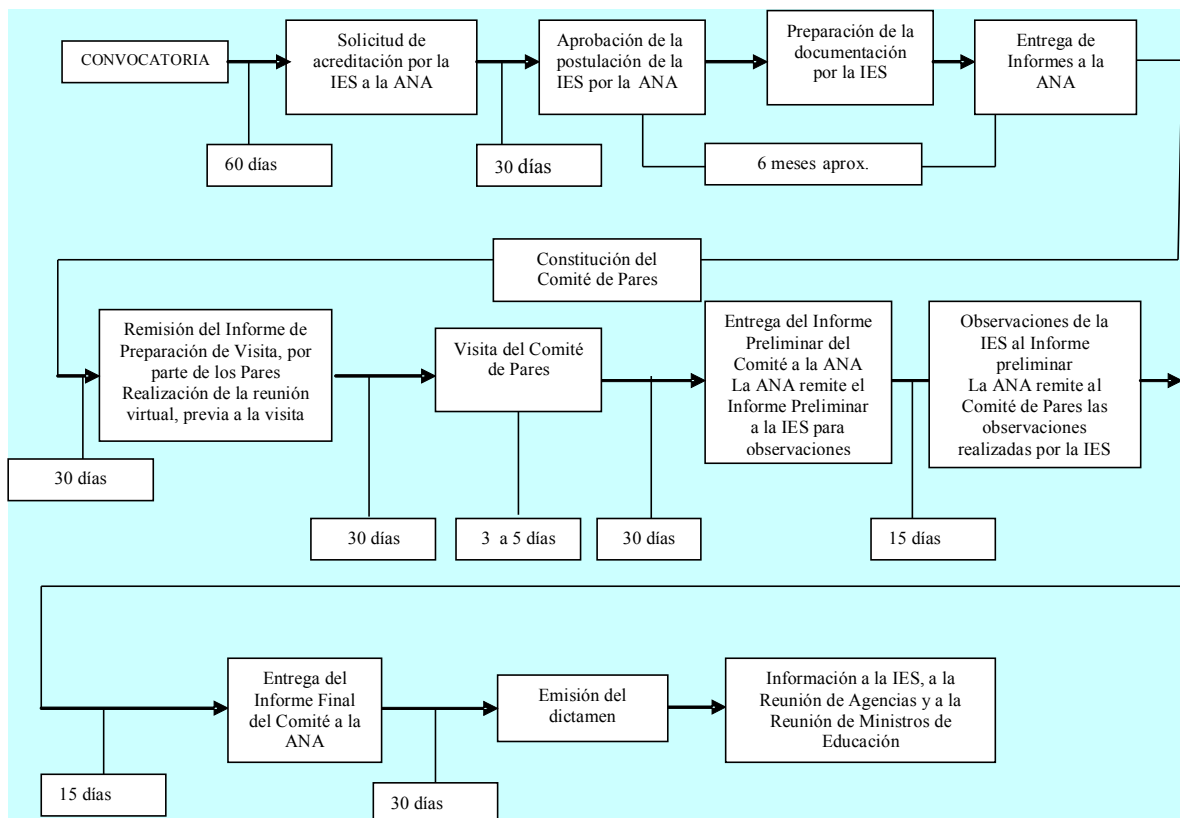 CONVOCATORIA
Solicitud de
acreditación por la
IES a la ANA
Aprobación de la
postulación de la
IES por la ANA
Preparación de la
documentación
por la IES
Entrega de
Informes a la
ANA
60 días
30 días
6 meses aprox.
Constitución del
Comité de Pares
Remisión del Informe de
Preparación de Visita, por
parte de los Pares
Realización de la reunión
virtual, previa a la visita
Visita del Comité
de Pares
Entrega del Informe
Preliminar del
Comité a la ANA
La ANA remite el
Informe Preliminar
a la IES para
observaciones
Observaciones de la
IES al Informe
preliminar
La ANA remite al
Comité de Pares las
observaciones
realizadas por la IES
30 días
30 días
3 a 5 días
30 días
15 días
Entrega del
Informe Final
del Comité a la
ANA
Emisión del
dictamen
Información a la IES, a la
Reunión de Agencias y a la
Reunión de Ministros de
Educación
15 días
30 días